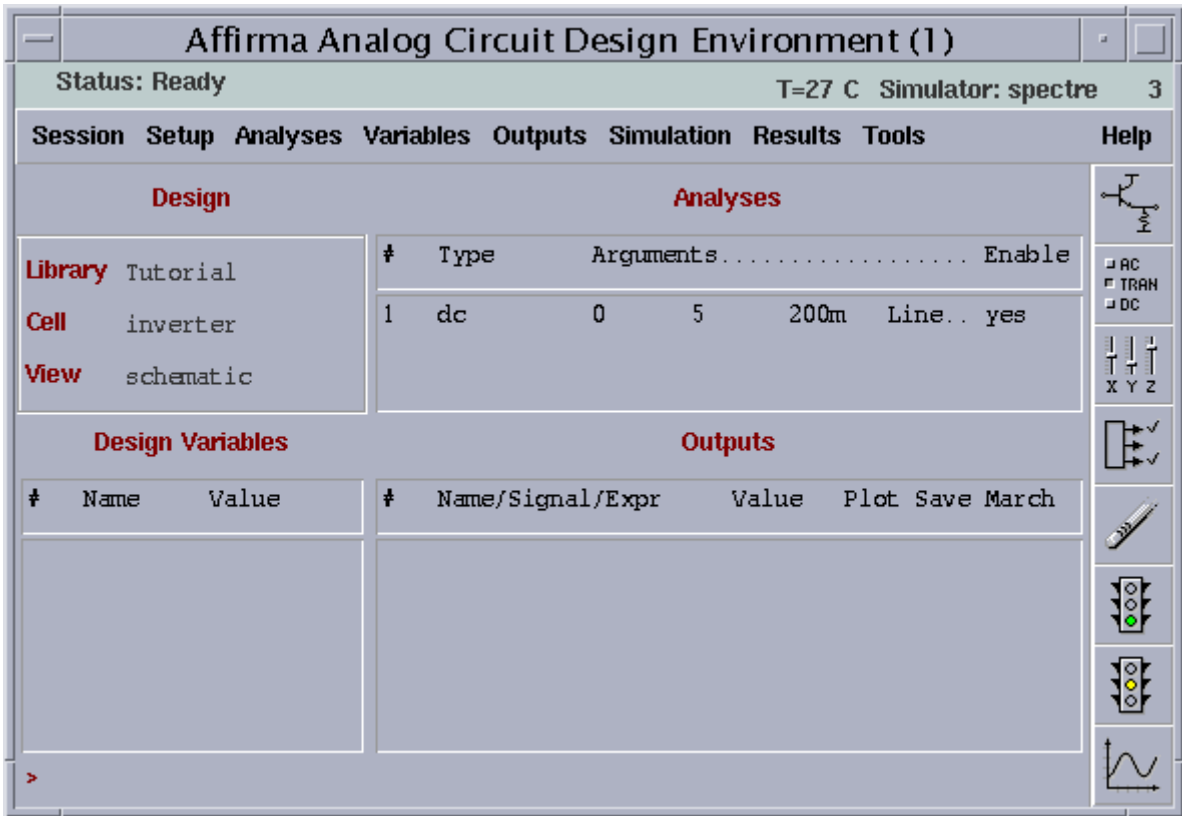 Affirma Analog Circuit Design Environment (1)
Status: Ready T=27 C Simulator: spectre 3
Session Setup Analyses Variables Outputs Simulation Results Tools Help
Design
Library Tutorial
Cell inverter
View schematic
Analyses
# Type Arguments................... Enable
1 dc 0 5 200m Line.. yes
Design Variables
# Name Value
Outputs
# Name/Signal/Expr Value Plot Save March
>
AC
TRAN
DC
X Y Z